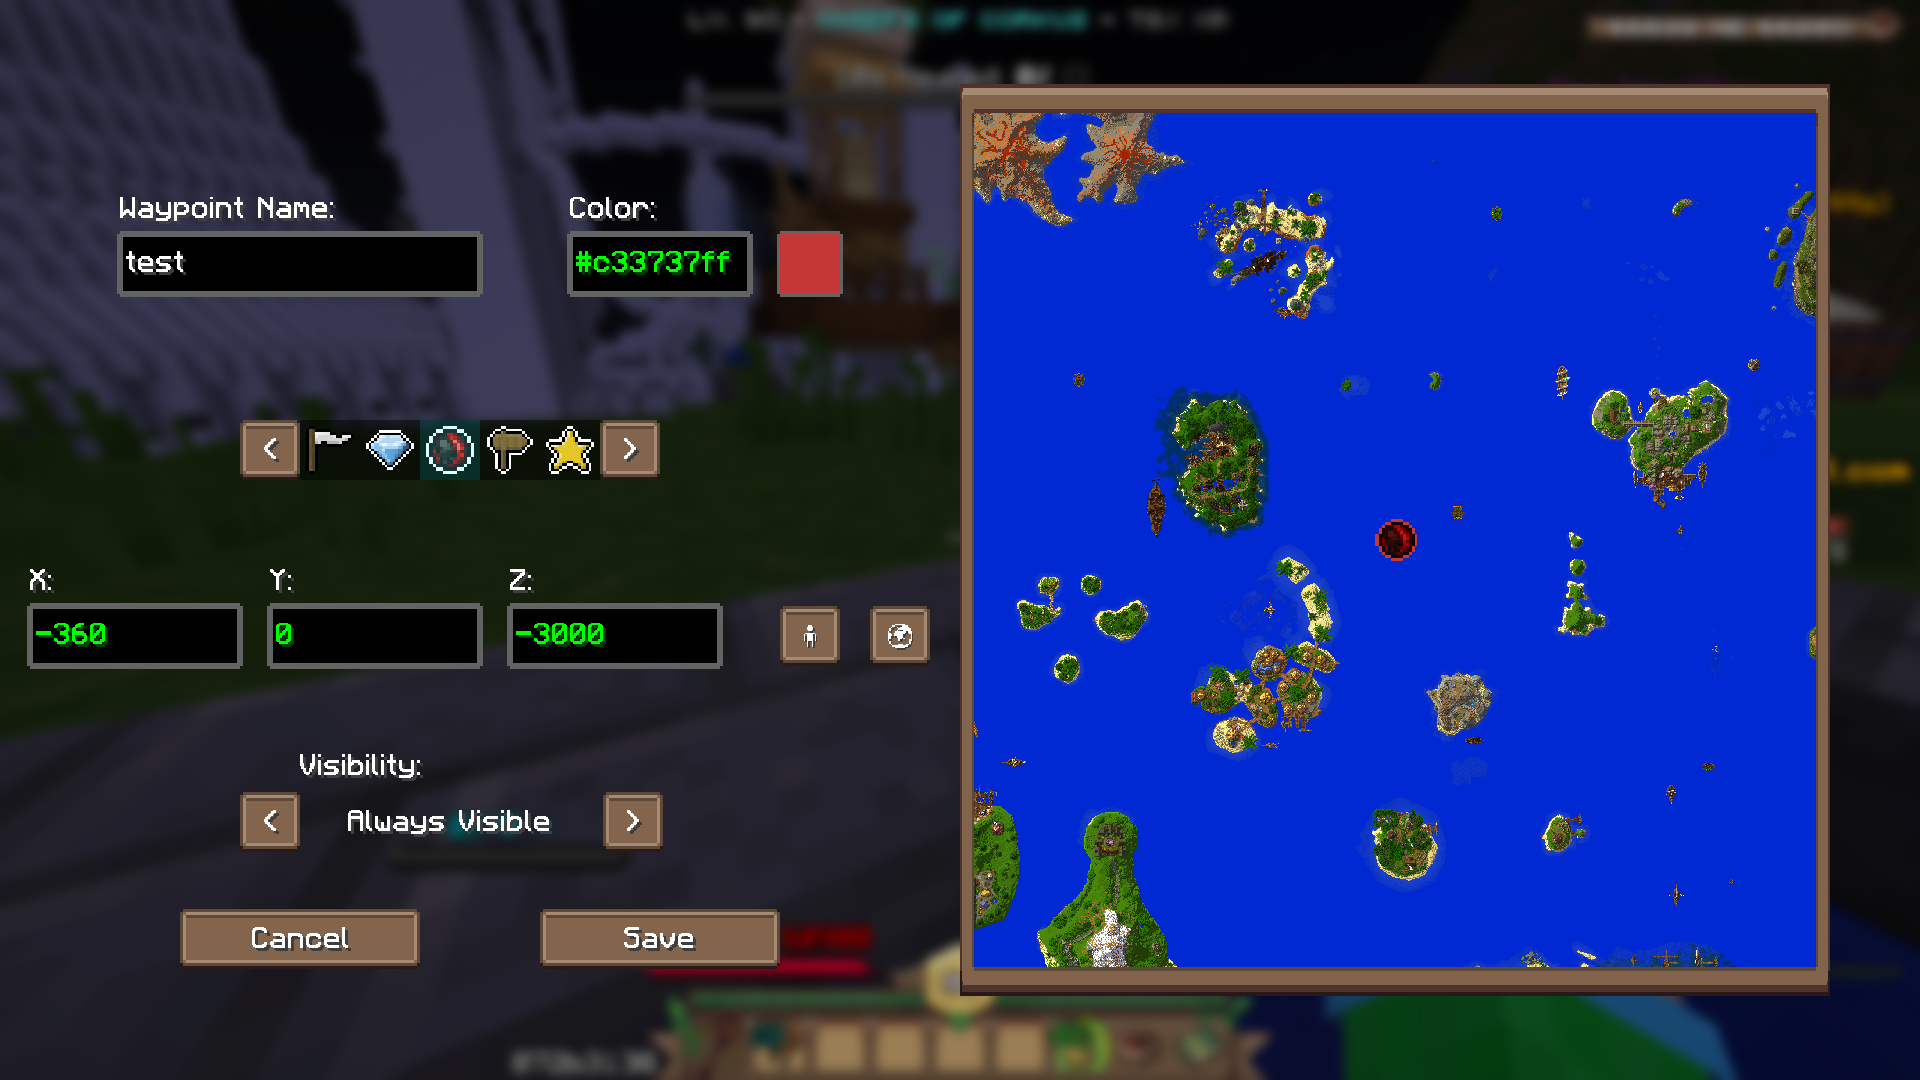 Waypoint Name:
Color:
test
#c33737ff
<
>
X:
Y:
Z:
-360
0
-3000
Visibility:
<
Always Visible
>
Cancel
Save